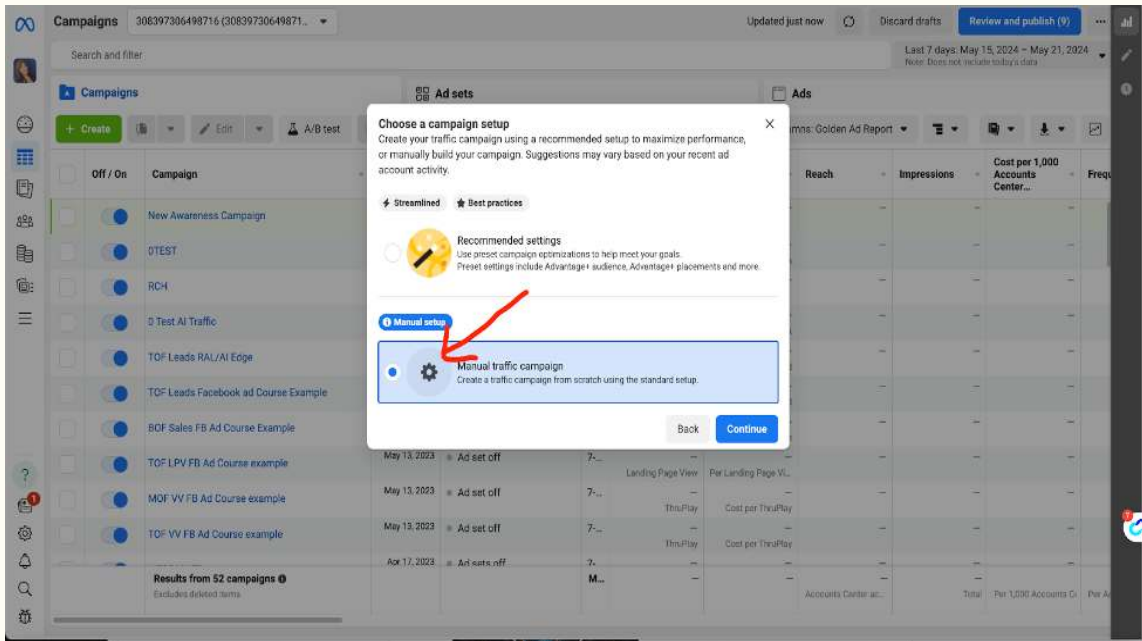 Campaigns
308397306498716 (30839730649871...
Updated just now
Discard drafts
Review and publish (9)
Search and filter
Last 7 days: May 15, 2024 – May 21, 2024
Note: Does not include today's data
Campaigns
Ad sets
Ads
+ Create
Edit
A/B test
mns: Golden Ad Report
Off / On
Campaign
Reach
Impressions
Cost per 1,000
Accounts
Center...
Frequ
New Awareness Campaign
0TEST
RCH
0 Test AI Traffic
TOF Leads RAL/AI Edge
TOF Leads Facebook ad Course Example
BOF Sales FB Ad Course Example
TOF LPV FB Ad Course example
MOF VV FB Ad Course example
TOF VV FB Ad Course example
Choose a campaign setup
Create your traffic campaign using a recommended setup to maximize performance,
or manually build your campaign. Suggestions may vary based on your recent ad
account activity.
Streamlined
Best practices
Recommended settings
Use preset campaign optimizations to help meet your goals.
Preset settings include Advantage+ audience, Advantage+ placements and more.
Manual setup
Manual traffic campaign
Create a traffic campaign from scratch using the standard setup.
Back
Continue
May 13, 2023
Ad set off
7-...
Landing Page View
Per Landing Page Vi...
May 13, 2023
Ad set off
7-...
ThruPlay
Cost per ThruPlay
May 13, 2023
Ad set off
7-...
ThruPlay
Cost per ThruPlay
Apr 17, 2023
Ad sets off
7-
Results from 52 campaigns
Excludes deleted items
M...
Accounts Center ac...
Total
Per 1,000 Accounts C
Per A